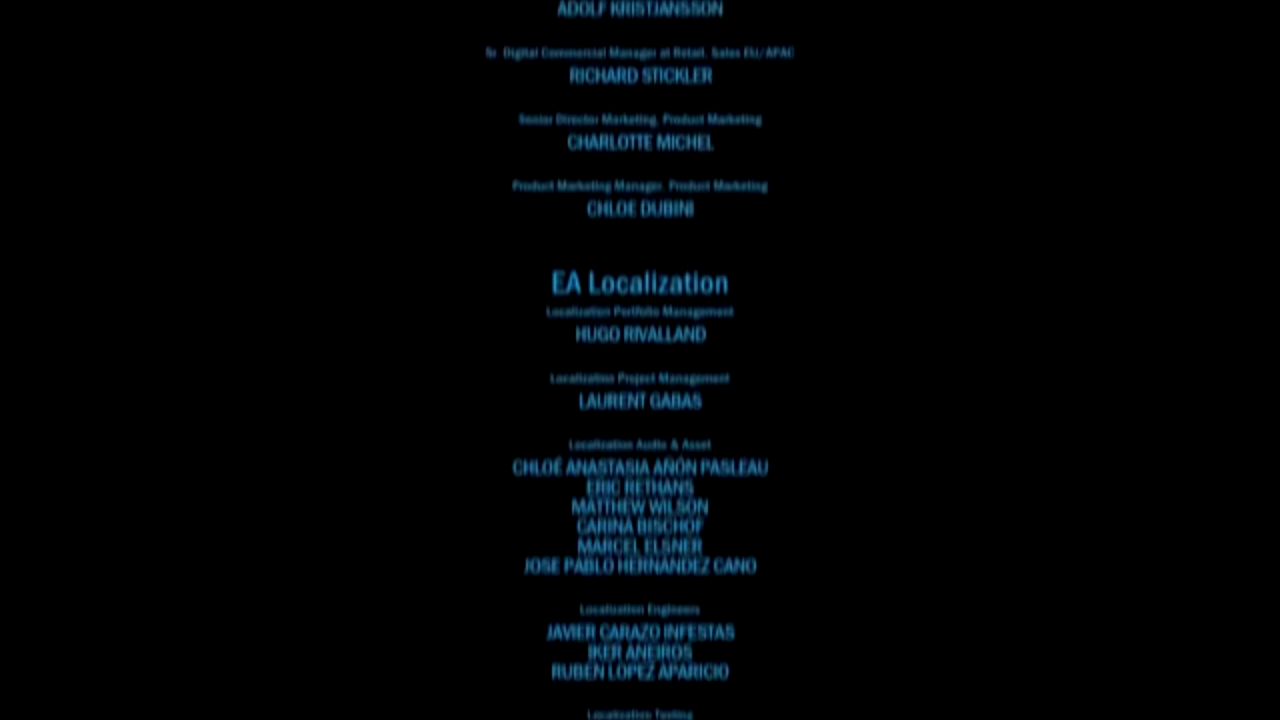 ADOLF KRISTJANSSON
Sr. Digital Commercial Manager at Retail, Sales EU/APAC
RICHARD STICKLER
Senior Director Marketing, Product Marketing
CHARLOTTE MICHEL
Product Marketing Manager, Product Marketing
CHLOE DUBINI
EA Localization
Localization Portfolio Management
HUGO RIVALLAND
Localization Project Management
LAURENT GABAS
Localization Audio & Asset
CHLOÉ ANASTASIA AÑÓN PASLEAU
ERIC RETHANS
MATTHEW WILSON
CARINA BISCHOF
MARCEL ELSNER
JOSE PABLO HERNANDEZ CANO
Localization Engineers
JAVIER CARAZO INFESTAS
IKER ANEIROS
RUBEN LOPEZ APARICIO
Localization Testing